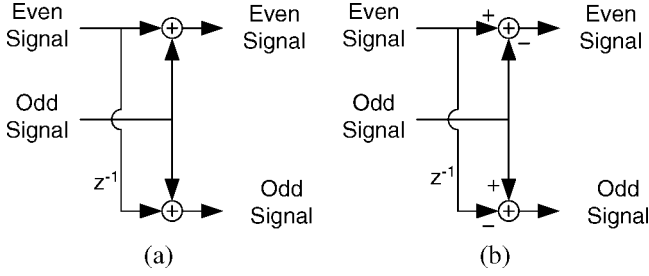 Even
Signal
Even
Signal
Odd
Signal
z-1
Odd
Signal
(a)
Even
Signal
+
−
Even
Signal
Odd
Signal
z-1
+
−
Odd
Signal
(b)